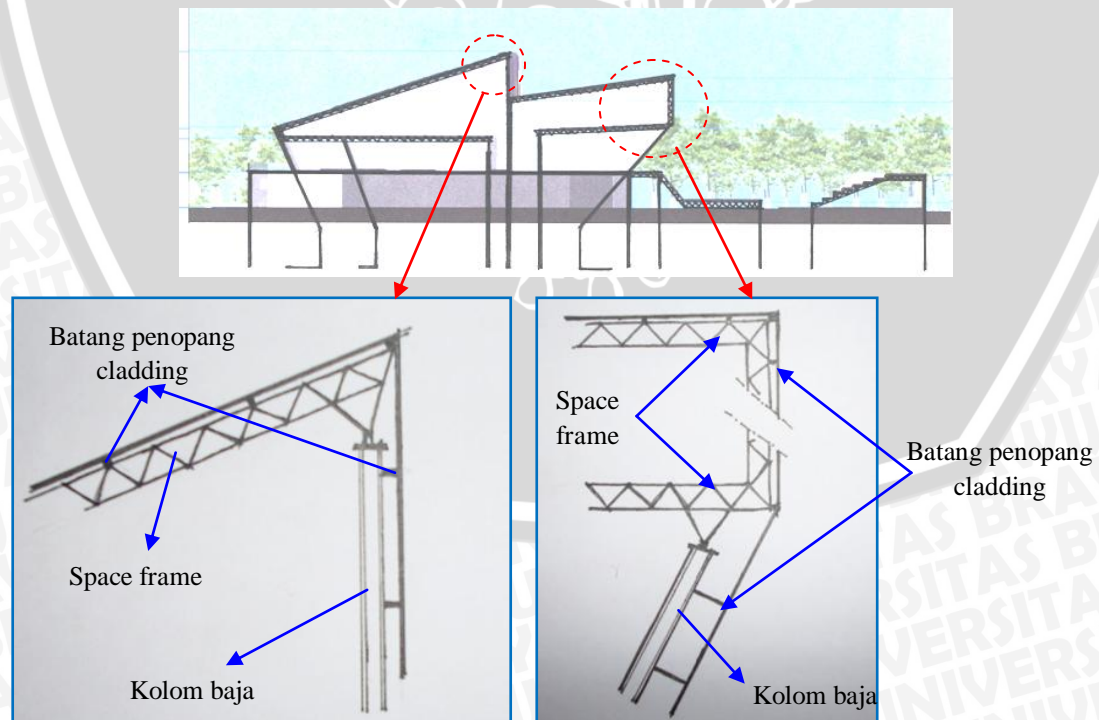 Batang penopang
cladding
Space frame
Kolom baja
Space
frame
Batang penopang
cladding
Kolom baja